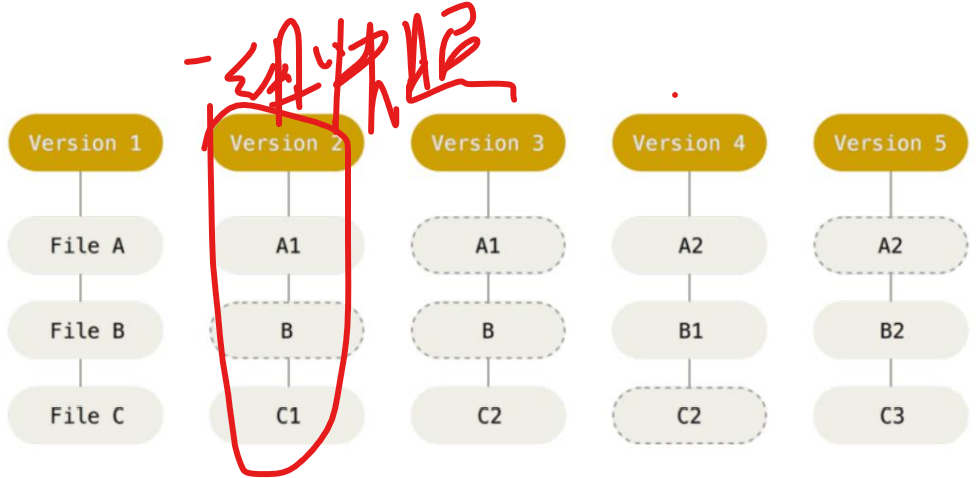 一组快照
Version 1 Version 2 Version 3 Version 4 Version 5
File A A1 A1 A2 A2
File B B B B1 B2
File C C1 C2 C2 C3